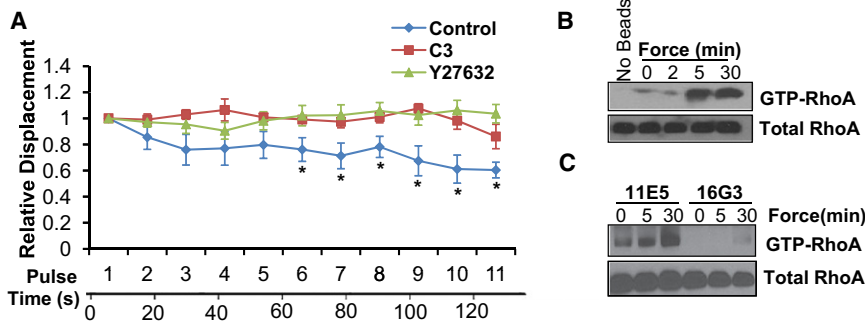 A
Control
C3
Y27632
Relative Displacement
1.4
1.2
1
0.8
0.6
0.4
0.2
0
* * * * * *
Pulse 1 2 3 4 5 6 7 8 9 10 11
Time (s) 0 20 40 60 80 100 120
B
No Beads
Force (min)
0 2 5 30
GTP-RhoA
Total RhoA
C
11E5 16G3
0 5 30 0 5 30 Force(min)
GTP-RhoA
Total RhoA